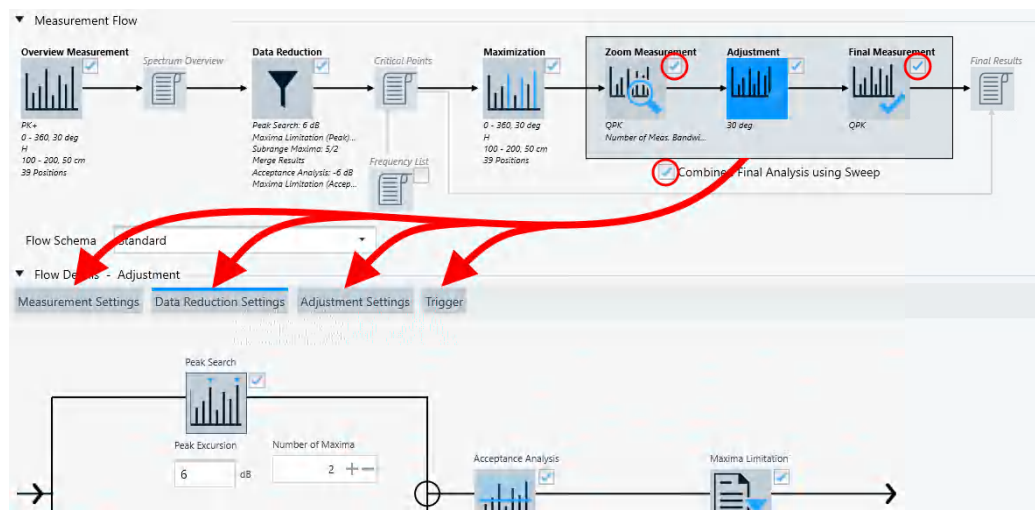 Measurement Flow
Overview Measurement
Spectrum Overview
Data Reduction
Critical Points
Maximization
Zoom Measurement
Adjustment
Final Measurement
Final Results
PK+
0 - 360, 30 deg
H
100 - 200, 50 cm
39 Positions
Peak Search: 6 dB
Maxima Limitation (Peak)...
Subrange Maxima: 5/2
Merge Results
Acceptance Analysis: -6 dB
Maxima Limitation (Accep...
Frequency List
0 - 360, 30 deg
H
100 - 200, 50 cm
39 Positions
QPK
Number of Meas. Bandwi...
30 deg
QPK
Combined Final Analysis using Sweep
Flow Schema Standard
Flow Details - Adjustment
Measurement Settings Data Reduction Settings Adjustment Settings Trigger
Peak Search
Peak Excursion Number of Maxima
6 dB 2
Acceptance Analysis
Maxima Limitation